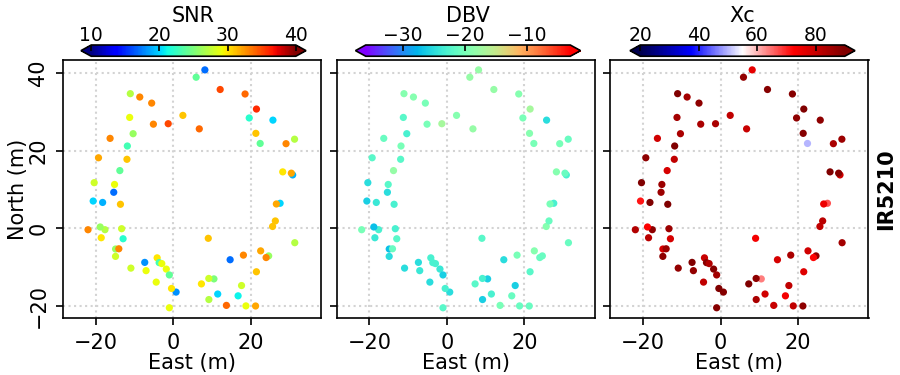 SNR DBV Xc
10 20 30 40 −30 −20 −10 20 40 60 80
40
20
0
−20
North (m)
IR5210
−20 0 20 −20 0 20 −20 0 20
East (m) East (m) East (m)